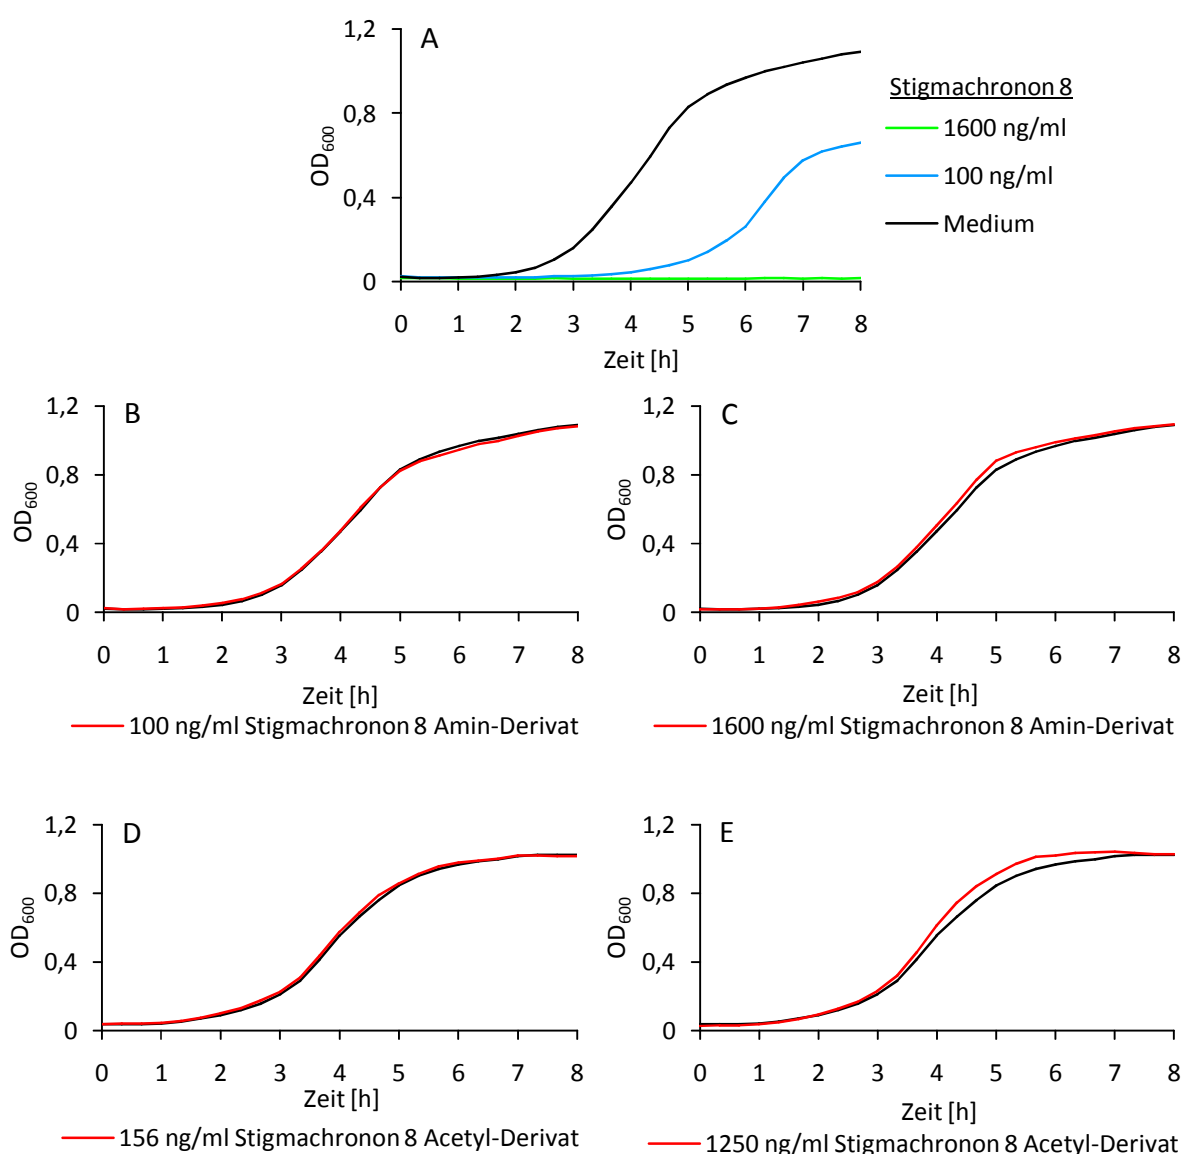 A
1,2
0,8
0,4
0
OD600
0 1 2 3 4 5 6 7 8
Zeit [h]
Stigmachronon 8
1600 ng/ml
100 ng/ml
Medium
B
1,2
0,8
0,4
0
OD600
0 1 2 3 4 5 6 7 8
Zeit [h]
100 ng/ml Stigmachronon 8 Amin-Derivat
C
1,2
0,8
0,4
0
OD600
0 1 2 3 4 5 6 7 8
Zeit [h]
1600 ng/ml Stigmachronon 8 Amin-Derivat
D
1,2
0,8
0,4
0
OD600
0 1 2 3 4 5 6 7 8
Zeit [h]
156 ng/ml Stigmachronon 8 Acetyl-Derivat
E
1,2
0,8
0,4
0
OD600
0 1 2 3 4 5 6 7 8
Zeit [h]
1250 ng/ml Stigmachronon 8 Acetyl-Derivat